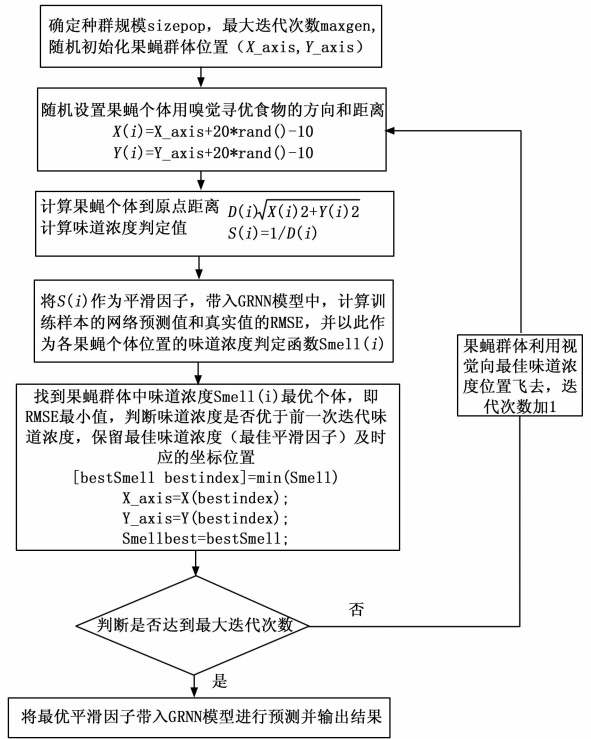 确定种群规模sizepop，最大迭代次数maxgen,
随机初始化果蝇群体位置（X_axis,Y_axis）
随机设置果蝇个体用嗅觉寻优食物的方向和距离
X(i)=X_axis+20*rand()-10
Y(i)=Y_axis+20*rand()-10
计算果蝇个体到原点距离 D(i)√X(i)2+Y(i)2
计算味道浓度判定值 S(i)=1/D(i)
将S(i)作为平滑因子，带入GRNN模型中，计算训
练样本的网络预测值和真实值的RMSE，并以此作
为各果蝇个体位置的味道浓度判定函数Smell(i)
找到果蝇群体中味道浓度Smell(i)最优个体，即
RMSE最小值，判断味道浓度是否优于前一次迭代味
道浓度，保留最佳味道浓度（最佳平滑因子）及时
应的坐标位置
[bestSmell bestindex]=min(Smell)
X_axis=X(bestindex);
Y_axis=Y(bestindex);
Smellbest=bestSmell;
果蝇群体利用视
觉向最佳味道浓
度位置飞去，迭
代次数加1
判断是否达到最大迭代次数
否
是
将最优平滑因子带入GRNN模型进行预测并输出结果